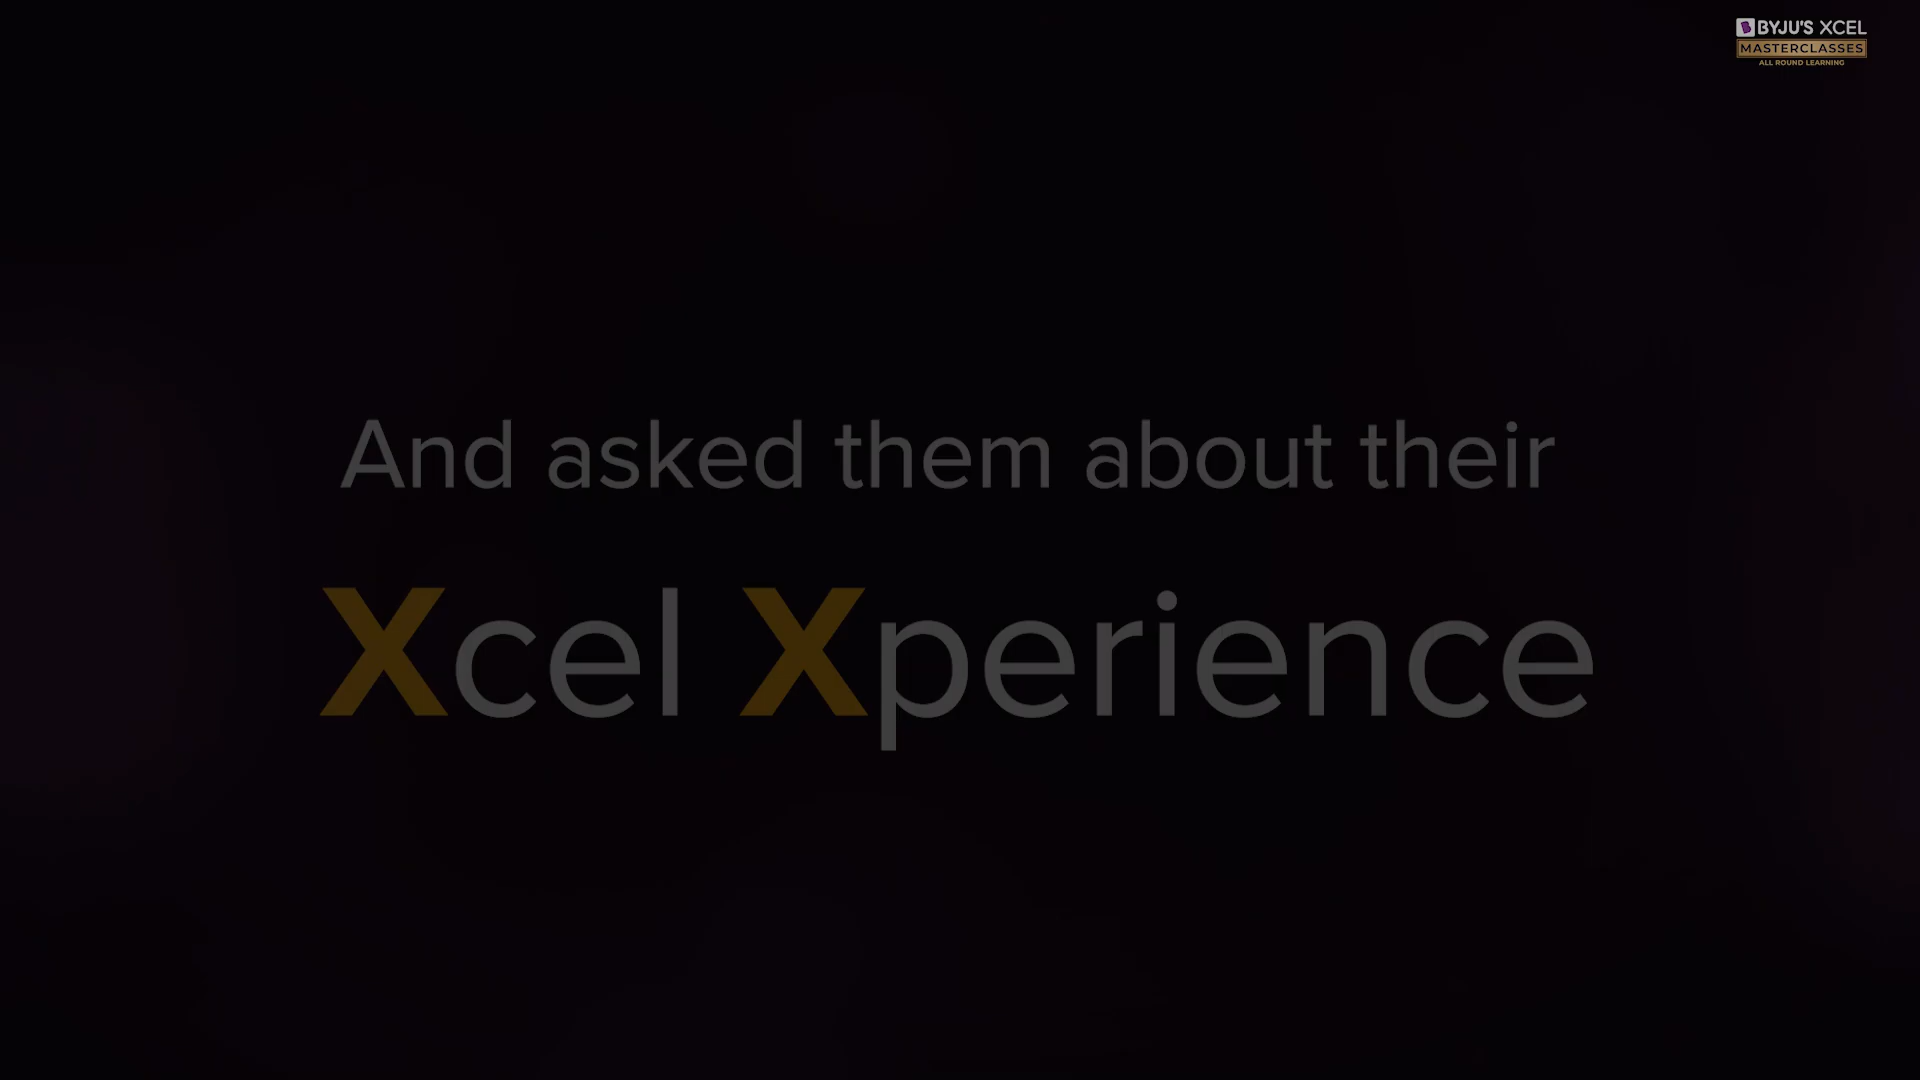 BYJU'S XCEL
MASTERCLASSES
ALL ROUND LEARNING
And asked them about their
Xcel Xperience